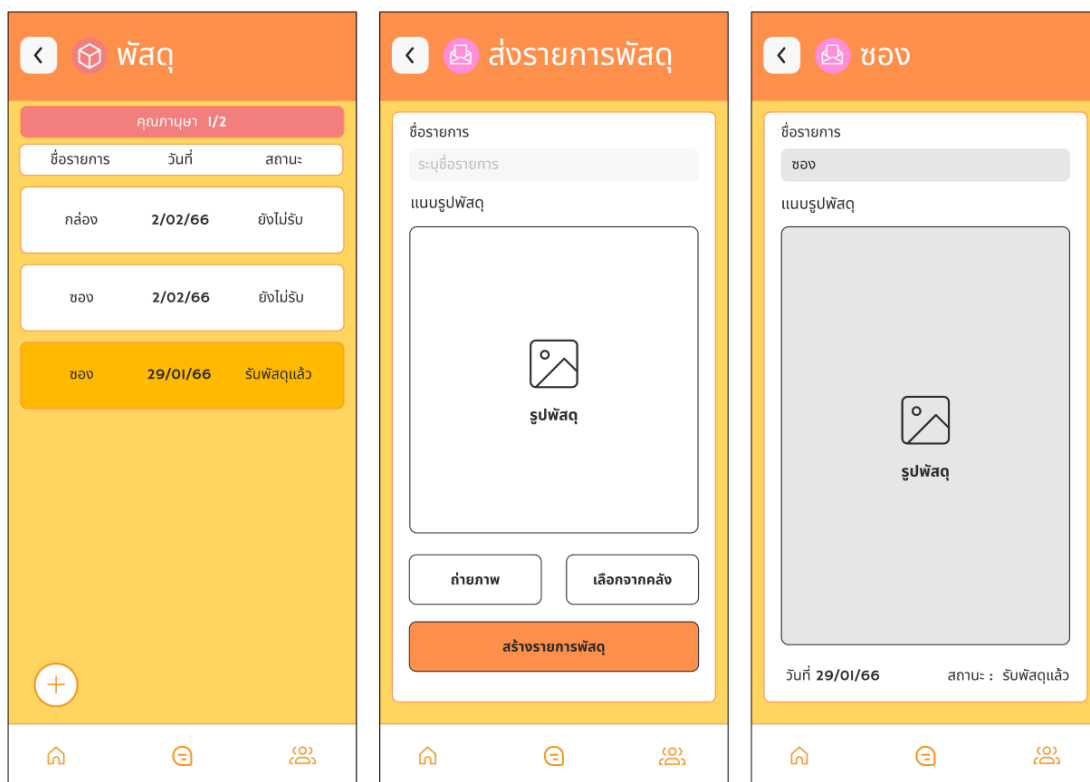 พัสดุ
คุณภานุษา 1/2
ชื่อรายการ วันที่ สถานะ
กล่อง 2/02/66 ยังไม่รับ
ซอง 2/02/66 ยังไม่รับ
ซอง 29/01/66 รับพัสดุแล้ว
ส่งรายการพัสดุ
ชื่อรายการ
ระบุชื่อรายการ
แนบรูปพัสดุ
รูปพัสดุ
ถ่ายภาพ เลือกจากคลัง
สร้างรายการพัสดุ
ซอง
ชื่อรายการ
ซอง
แนบรูปพัสดุ
รูปพัสดุ
วันที่ 29/01/66 สถานะ : รับพัสดุแล้ว